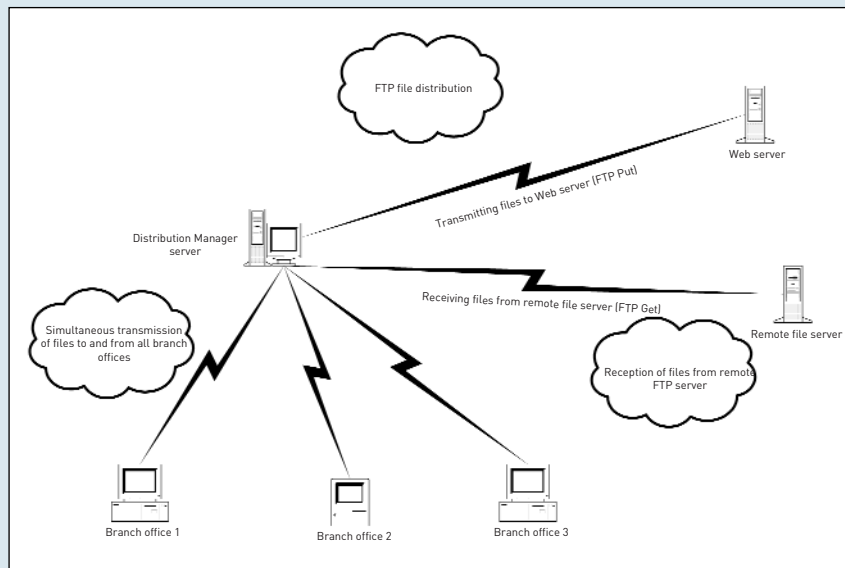 FTP file distribution
Web server
Transmitting files to Web server (FTP Put)
Distribution Manager
server
Receiving files from remote file server (FTP Get)
Remote file server
Simultaneous transmission
of files to and from all branch
offices
Reception of files from remote
FTP server
Branch office 1
Branch office 2
Branch office 3